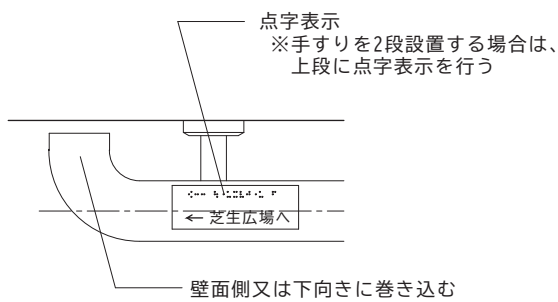 点字表示
※手すりを2段設置する場合は、
上段に点字表示を行う
← 芝生広場へ
壁面側又は下向きに巻き込む